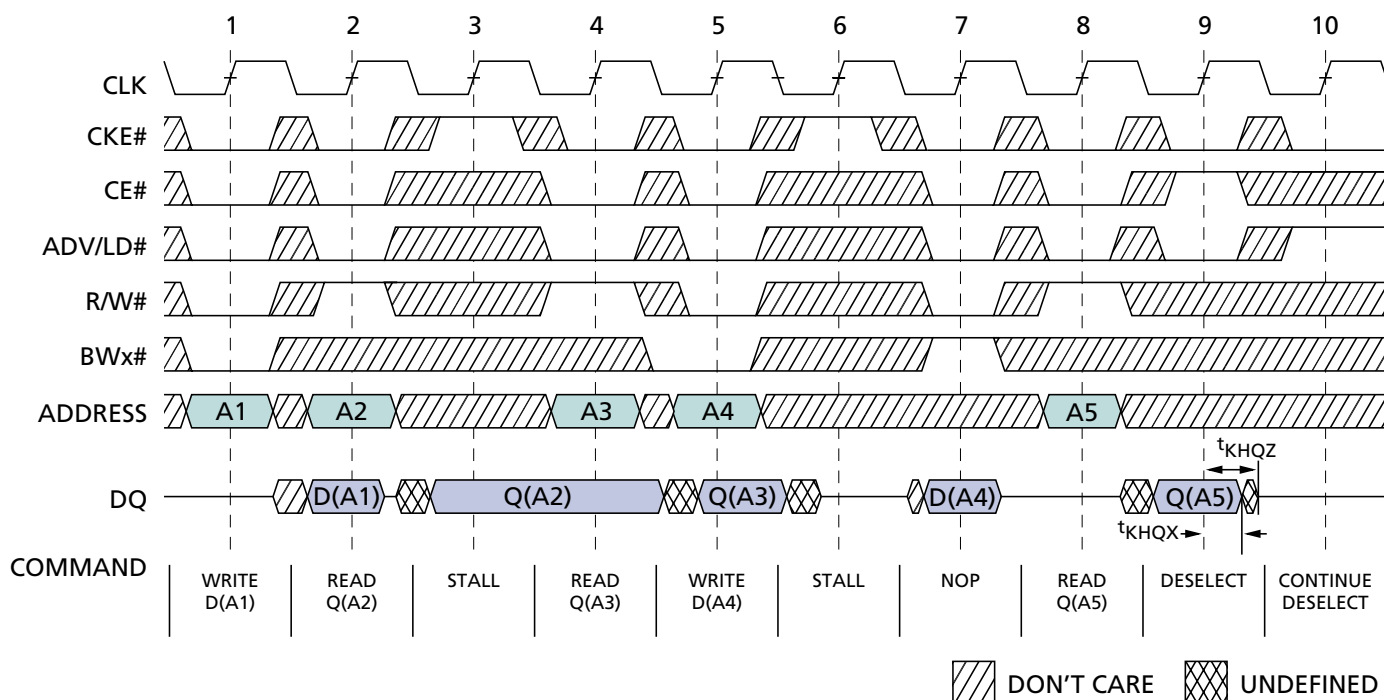 1 2 3 4 5 6 7 8 9 10
CLK
CKE#
CE#
ADV/LD#
R/W#
BWx#
ADDRESS A1 A2 A3 A4 A5
tKHQZ
DQ D(A1) Q(A2) Q(A3) D(A4) Q(A5)
tKHQX
COMMAND
WRITE READ STALL READ WRITE STALL NOP READ DESELECT CONTINUE
D(A1) Q(A2) Q(A3) D(A4) Q(A5) DESELECT
DON'T CARE UNDEFINED